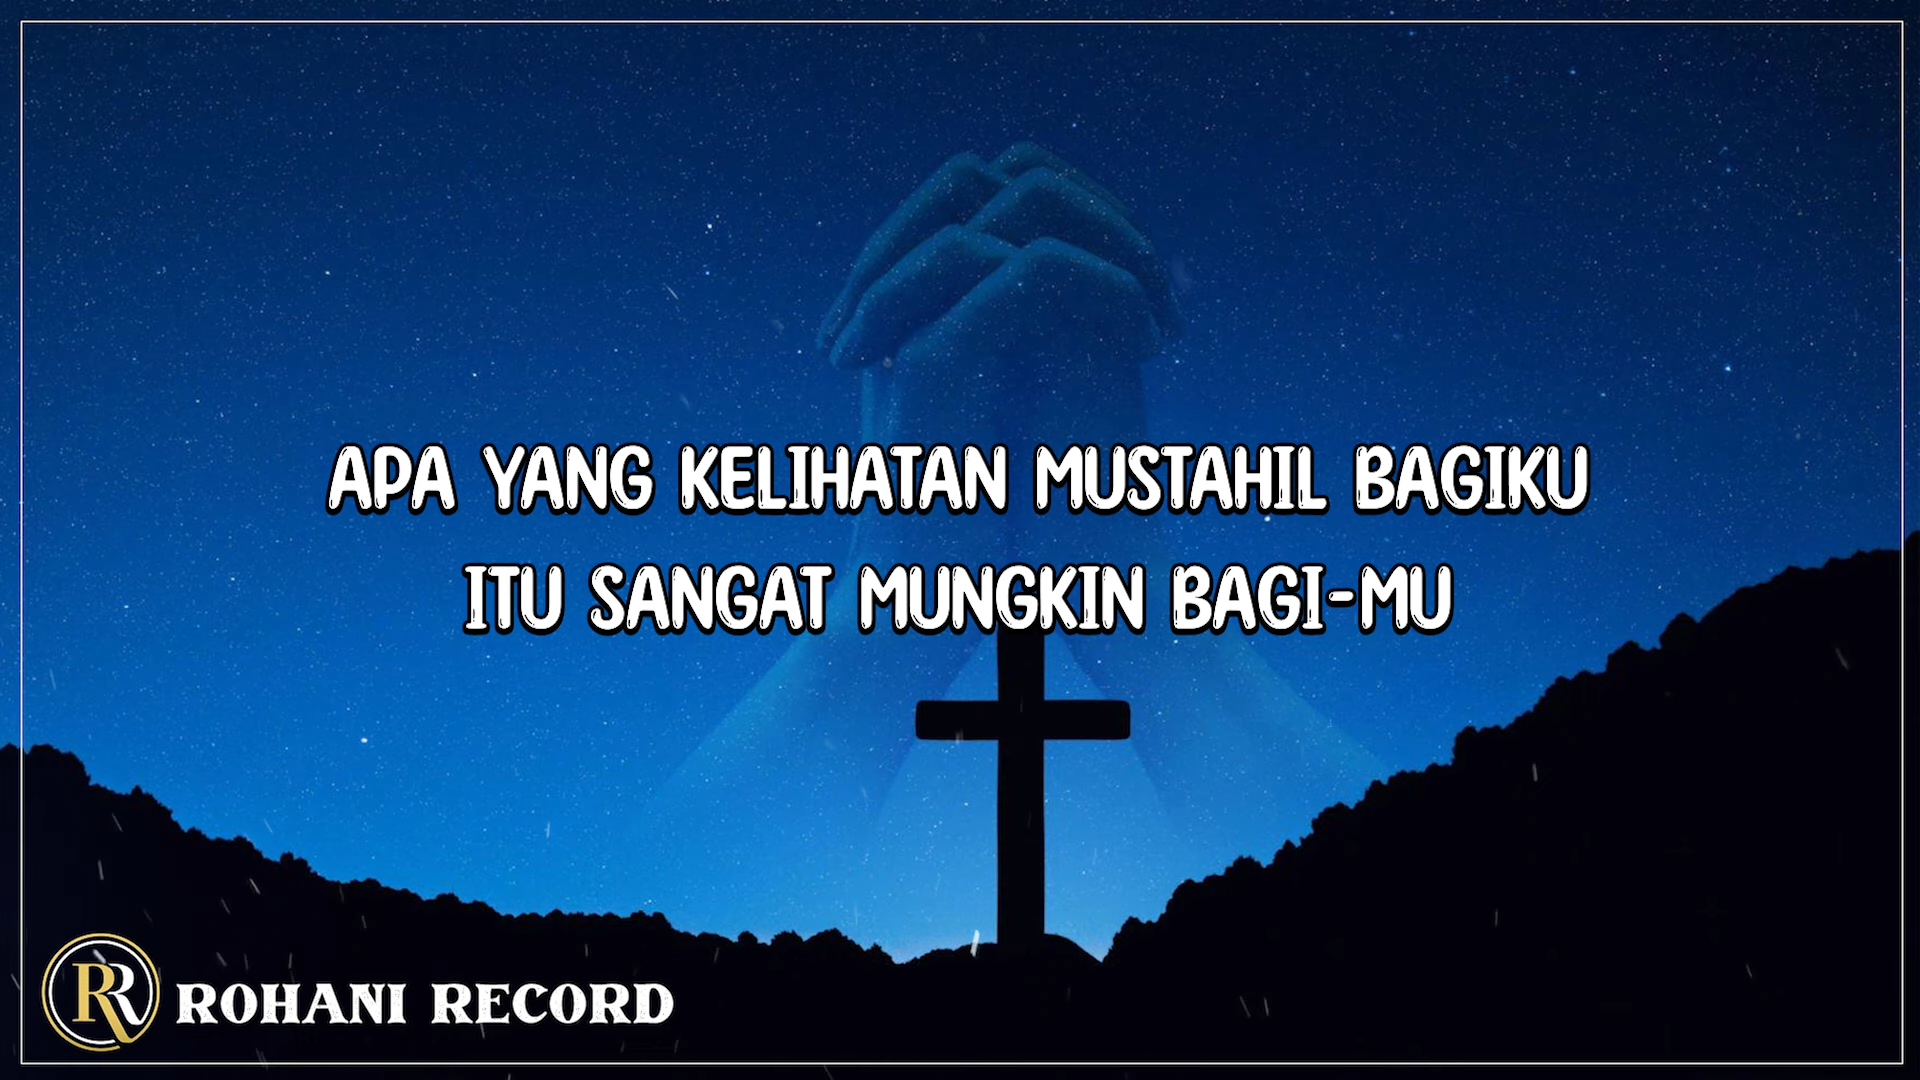 APA YANG KELIHATAN MUSTAHIL BAGIKU
ITU SANGAT MUNGKIN BAGI-MU
RR ROHANI RECORD